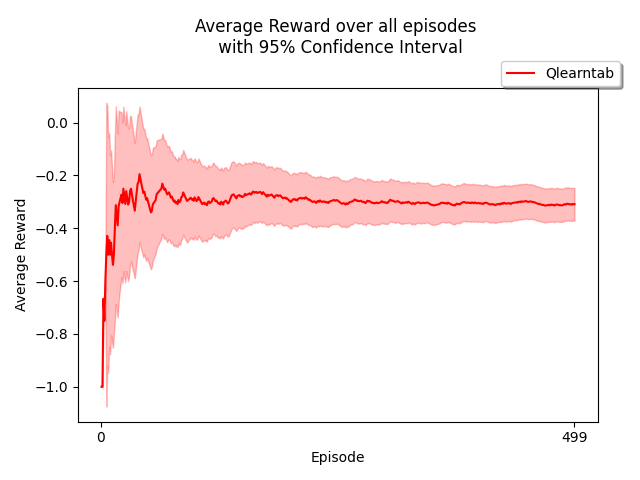 Average Reward over all episodes
with 95% Confidence Interval
Qlearntab
0.0
−0.2
−0.4
−0.6
−0.8
−1.0
Average Reward
0
499
Episode